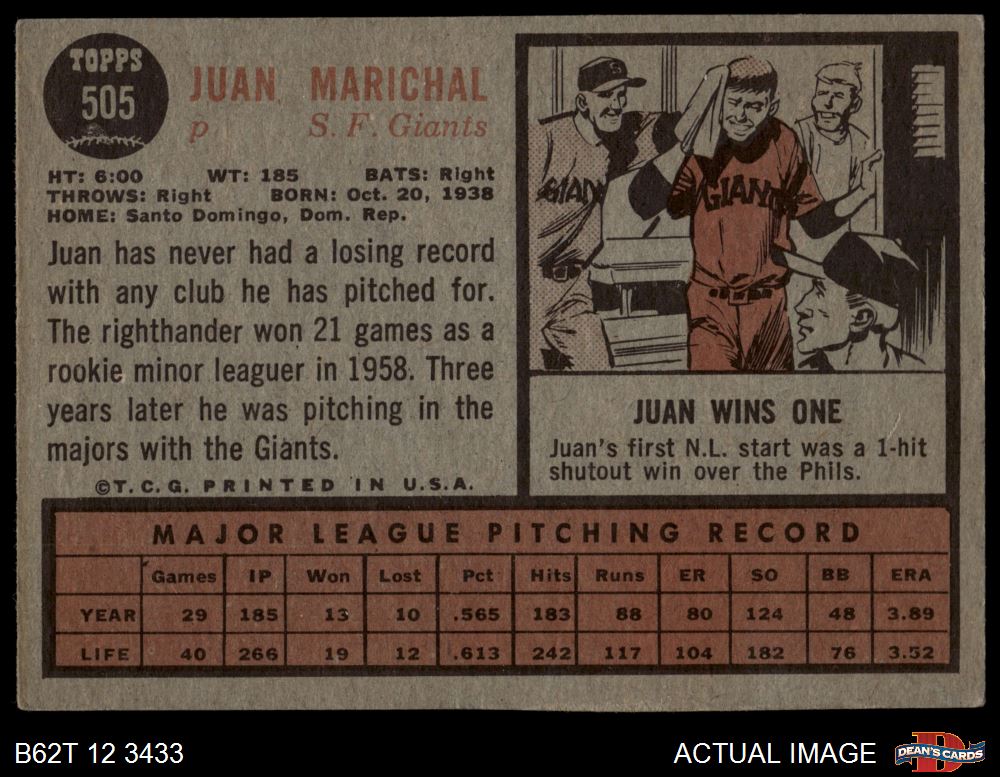 TOPPS
505
JUAN MARICHAL
p S. F. Giants
HT: 6:00 WT: 185 BATS: Right
THROWS: Right BORN: Oct. 20, 1938
HOME: Santo Domingo, Dom. Rep.
Juan has never had a losing record
with any club he has pitched for.
The righthander won 21 games as a
rookie minor leaguer in 1958. Three
years later he was pitching in the
majors with the Giants.
©T. C. G. PRINTED IN U.S.A.
GIAN
GIANTS
JUAN WINS ONE
Juan's first N.L. start was a 1-hit
shutout win over the Phils.
MAJOR LEAGUE PITCHING RECORD
Games IP Won Lost Pct Hits Runs ER SO BB ERA
YEAR 29 185 13 10 .565 183 88 80 124 48 3.89
LIFE 40 266 19 12 .613 242 117 104 182 76 3.52
B62T 12 3433
ACTUAL IMAGE
D
DEAN'S CARDS